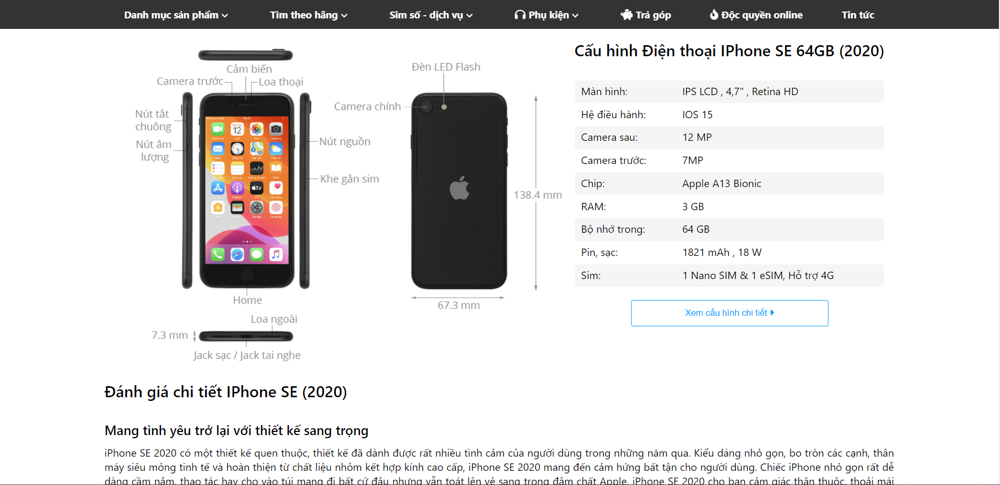 Danh mục sản phẩm
Tìm theo hãng
Sim số - dịch vụ
Phụ kiện
Trả góp
Độc quyền online
Tin tức
Cảm biến
Camera trước
Loa thoại
Nút tắt
chuông
Nút âm
lượng
Nút nguồn
Khe gắn sim
Home
Loa ngoài
7.3 mm
Jack sạc / Jack tai nghe
Đèn LED Flash
Camera chính
138.4 mm
67.3 mm
16:27
12
Cấu hình Điện thoại IPhone SE 64GB (2020)
Màn hình: IPS LCD , 4,7" , Retina HD
Hệ điều hành: IOS 15
Camera sau: 12 MP
Camera trước: 7MP
Chip: Apple A13 Bionic
RAM: 3 GB
Bộ nhớ trong: 64 GB
Pin, sạc: 1821 mAh , 18 W
Sim: 1 Nano SIM & 1 eSIM, Hỗ trợ 4G
Xem cấu hình chi tiết
Đánh giá chi tiết IPhone SE (2020)
Mang tình yêu trở lại với thiết kế sang trọng
iPhone SE 2020 có một thiết kế quen thuộc, thiết kế đã dành được rất nhiều tình cảm của người dùng trong những năm qua. Kiểu dáng nhỏ gọn, bo tròn các cạnh, thân
máy siêu mỏng tinh tế và hoàn thiện từ chất liệu nhôm kết hợp kính cao cấp, iPhone SE 2020 mang đến cảm hứng bất tận cho người dùng. Chiếc iPhone nhỏ gọn rất dễ
dàng cầm nắm, thao tác hay cho vào túi mang đi bất cứ đâu nhưng vẫn toát lên vẻ sang trọng đậm chất Apple. iPhone SE 2020 cho bạn cảm giác thân thuộc, thoải mái